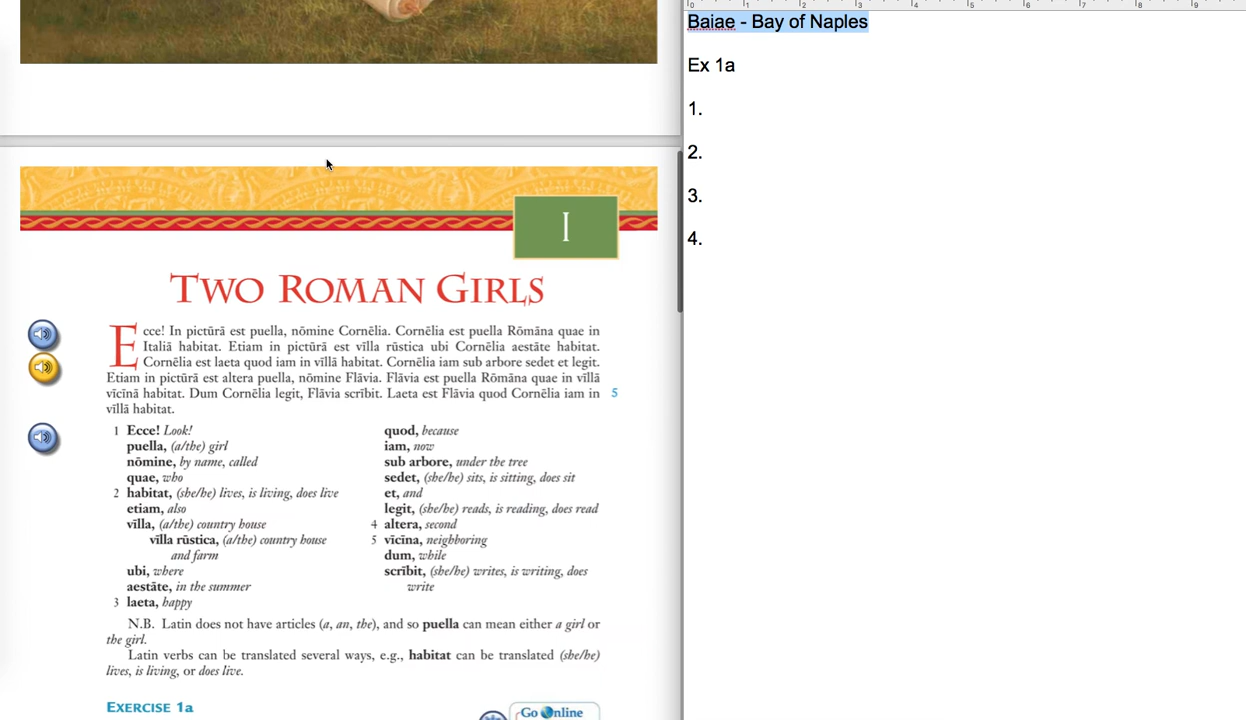 I
TWO ROMAN GIRLS
Ecce! In pictūrā est puella, nōmine Cornēlia. Cornēlia est puella Rōmāna quae in
Italiā habitat. Etiam in pictūrā est vīlla rūstica ubi Cornēlia aestāte habitat.
Cornēlia est laeta quod iam in vīllā habitat. Cornēlia iam sub arbore sedet et legit.
Etiam in pictūrā est altera puella, nōmine Flāvia. Flāvia est puella Rōmāna quae in vīllā
vīcīnā habitat. Dum Cornēlia legit, Flāvia scrībit. Laeta est Flāvia quod Cornēlia iam in 5
vīllā habitat.
1 Ecce! Look!
puella, (a/the) girl
nōmine, by name, called
quae, who
2 habitat, (she/he) lives, is living, does live
etiam, also
vīlla, (a/the) country house
vīlla rūstica, (a/the) country house
and farm
ubi, where
aestāte, in the summer
3 laeta, happy
quod, because
iam, now
sub arbore, under the tree
sedet, (she/he) sits, is sitting, does sit
et, and
legit, (she/he) reads, is reading, does read
4 altera, second
5 vīcīna, neighboring
dum, while
scrībit, (she/he) writes, is writing, does
write
N.B. Latin does not have articles (a, an, the), and so puella can mean either a girl or
the girl.
Latin verbs can be translated several ways, e.g., habitat can be translated (she/he)
lives, is living, or does live.
EXERCISE 1a
Go Online
0 1 2 3 4 5 6 7 8 9
Baiae - Bay of Naples
Ex 1a
1.
2.
3.
4.